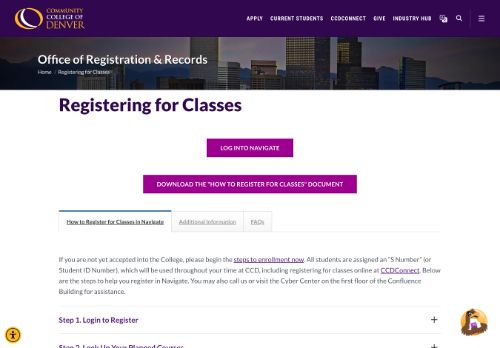 COMMUNITY
COLLEGE OF
DENVER
APPLY CURRENT STUDENTS CCDCONNECT GIVE INDUSTRY HUB
Office of Registration & Records
Home / Registering for Classes
Registering for Classes
LOG INTO NAVIGATE
DOWNLOAD THE "HOW TO REGISTER FOR CLASSES" DOCUMENT
How to Register for Classes in Navigate Additional Information FAQs
If you are not yet accepted into the College, please begin the steps to enrollment now. All students are assigned an "S Number" (or
Student ID Number), which will be used throughout your time at CCD, including registering for classes online at CCDConnect. Below
are the steps to help you register in Navigate. You may also call us or visit the Cyber Center on the first floor of the Confluence
Building for assistance.
Step 1. Login to Register
Step 2. Look Up Your Planned Courses